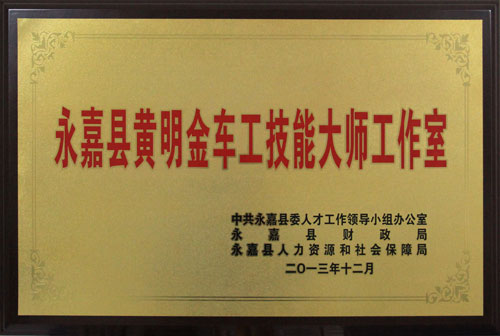 永嘉县黄明金车工技能大师工作室
中共永嘉县委人才工作领导小组办公室
永嘉县财政局
永嘉县人力资源和社会保障局
二〇一三年十二月